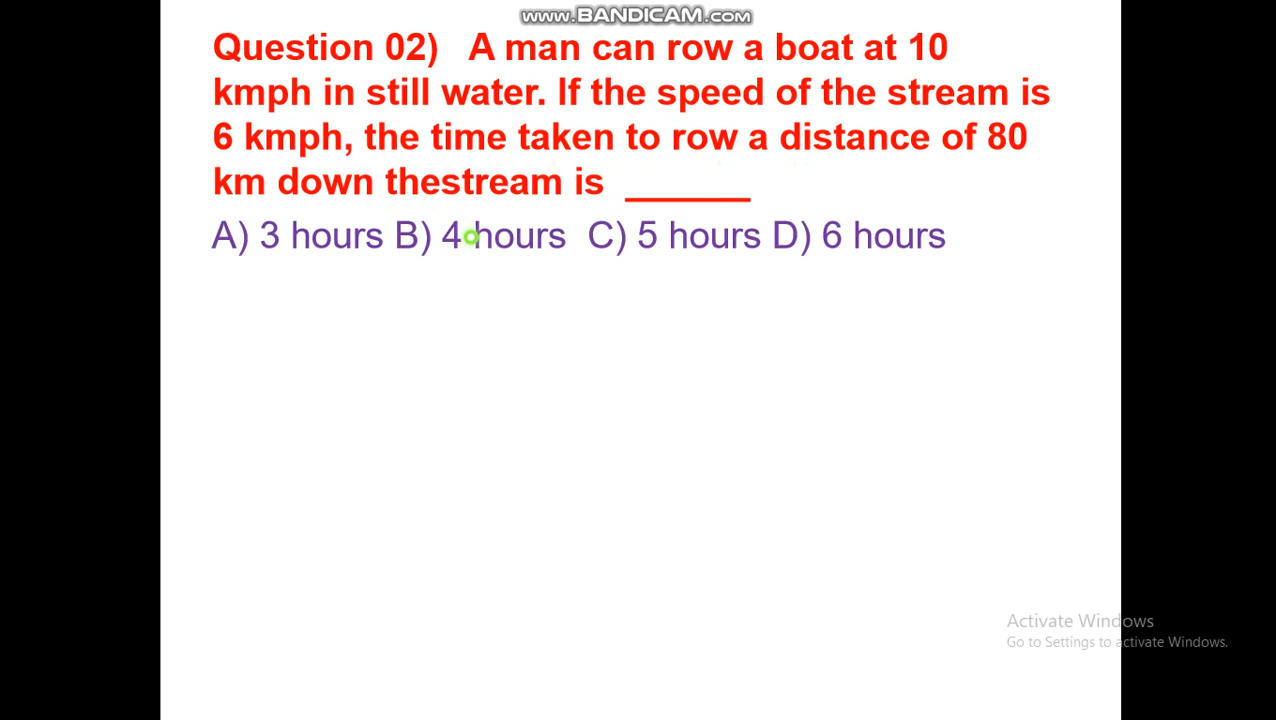 www.BANDICAM.com
Question 02) A man can row a boat at 10
kmph in still water. If the speed of the stream is
6 kmph, the time taken to row a distance of 80
km down thestream is ______
A) 3 hours B) 4 hours C) 5 hours D) 6 hours
Activate Windows
Go to Settings to activate Windows.